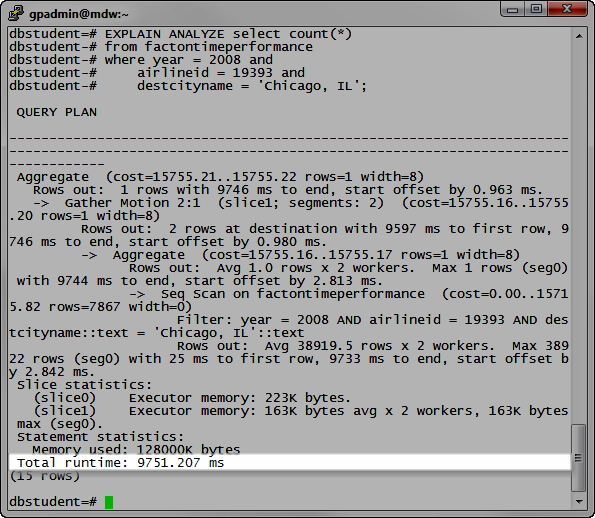 gpadmin@mdw:~
dbstudent=# EXPLAIN ANALYZE select count(*)
dbstudent-# from factontimeperformance
dbstudent-# where year = 2008 and
dbstudent-#     airlineid = 19393 and
dbstudent-#     destcityname = 'Chicago, IL';
QUERY PLAN
-----------------------------------------------------------------------
-----------------------------------------------------------------------
------------
Aggregate  (cost=15755.21..15755.22 rows=1 width=8)
Rows out:  1 rows with 9746 ms to end, start offset by 0.963 ms.
->  Gather Motion 2:1  (slice1; segments: 2)  (cost=15755.16..15755
.20 rows=1 width=8)
Rows out:  2 rows at destination with 9597 ms to first row, 9
746 ms to end, start offset by 0.980 ms.
->  Aggregate  (cost=15755.16..15755.17 rows=1 width=8)
Rows out:  Avg 1.0 rows x 2 workers.  Max 1 rows (seg0)
with 9744 ms to end, start offset by 2.813 ms.
->  Seq Scan on factontimeperformance  (cost=0.00..1571
5.82 rows=7867 width=0)
Filter: year = 2008 AND airlineid = 19393 AND des
tcityname::text = 'Chicago, IL'::text
Rows out:  Avg 38919.5 rows x 2 workers.  Max 389
22 rows (seg0) with 25 ms to first row, 9733 ms to end, start offset b
y 2.842 ms.
Slice statistics:
(slice0)    Executor memory: 223K bytes.
(slice1)    Executor memory: 163K bytes avg x 2 workers, 163K bytes
max (seg0).
Statement statistics:
Memory used: 128000K bytes
Total runtime: 9751.207 ms
(15 rows)
dbstudent=#